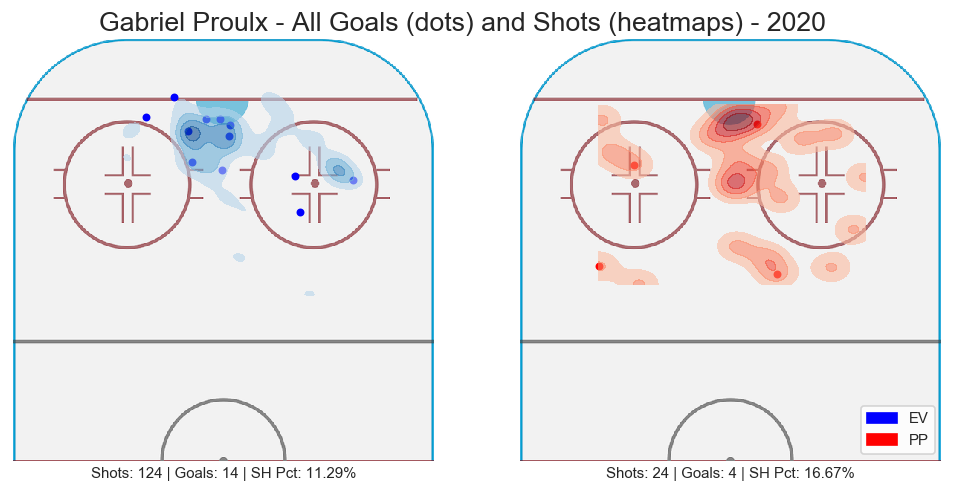 Gabriel Proulx - All Goals (dots) and Shots (heatmaps) - 2020
EV
PP
Shots: 124 | Goals: 14 | SH Pct: 11.29%
Shots: 24 | Goals: 4 | SH Pct: 16.67%